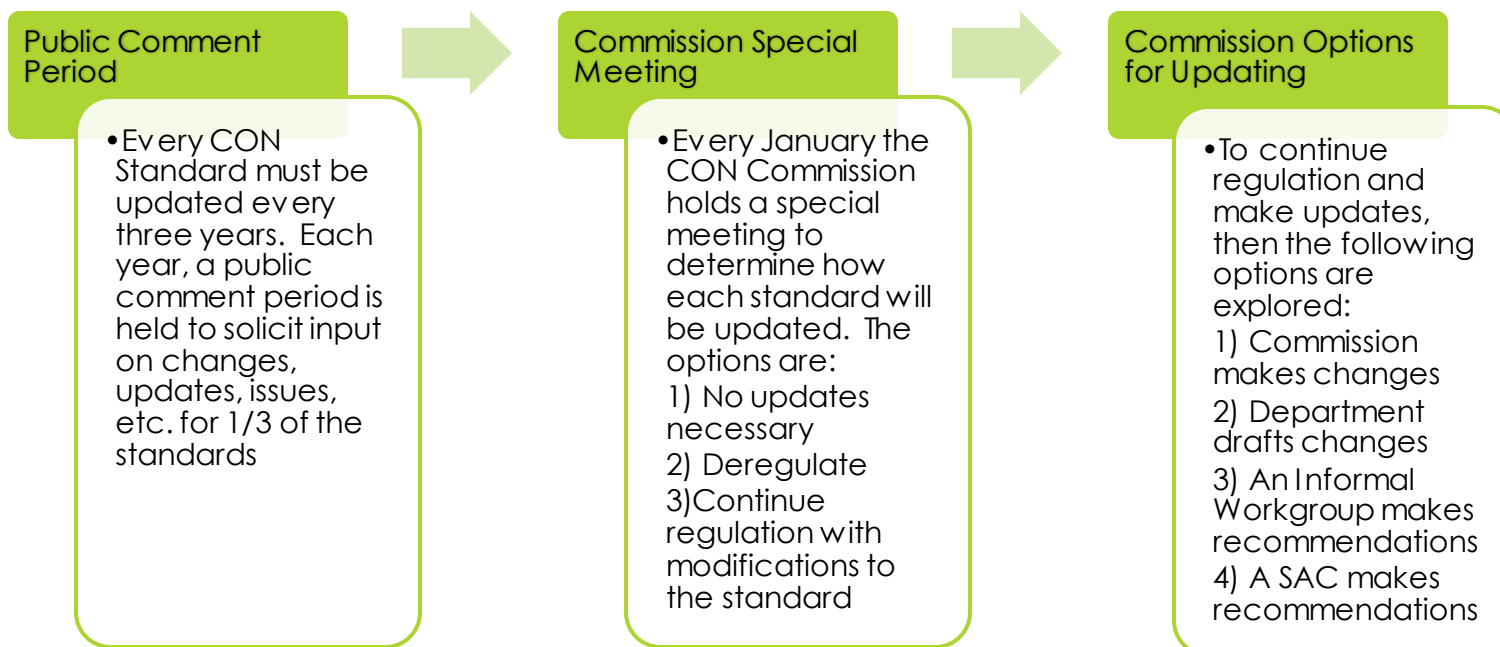 Public Comment
Period
•Every CON
Standard must be
updated every
three years. Each
year, a public
comment period is
held to solicit input
on changes,
updates, issues,
etc. for 1/3 of the
standards
Commission Special
Meeting
•Every January the
CON Commission
holds a special
meeting to
determine how
each standard will
be updated. The
options are:
1) No updates
necessary
2) Deregulate
3)Continue
regulation with
modifications to
the standard
Commission Options
for Updating
•To continue
regulation and
make updates,
then the following
options are
explored:
1) Commission
makes changes
2) Department
drafts changes
3) An Informal
Workgroup makes
recommendations
4) A SAC makes
recommendations